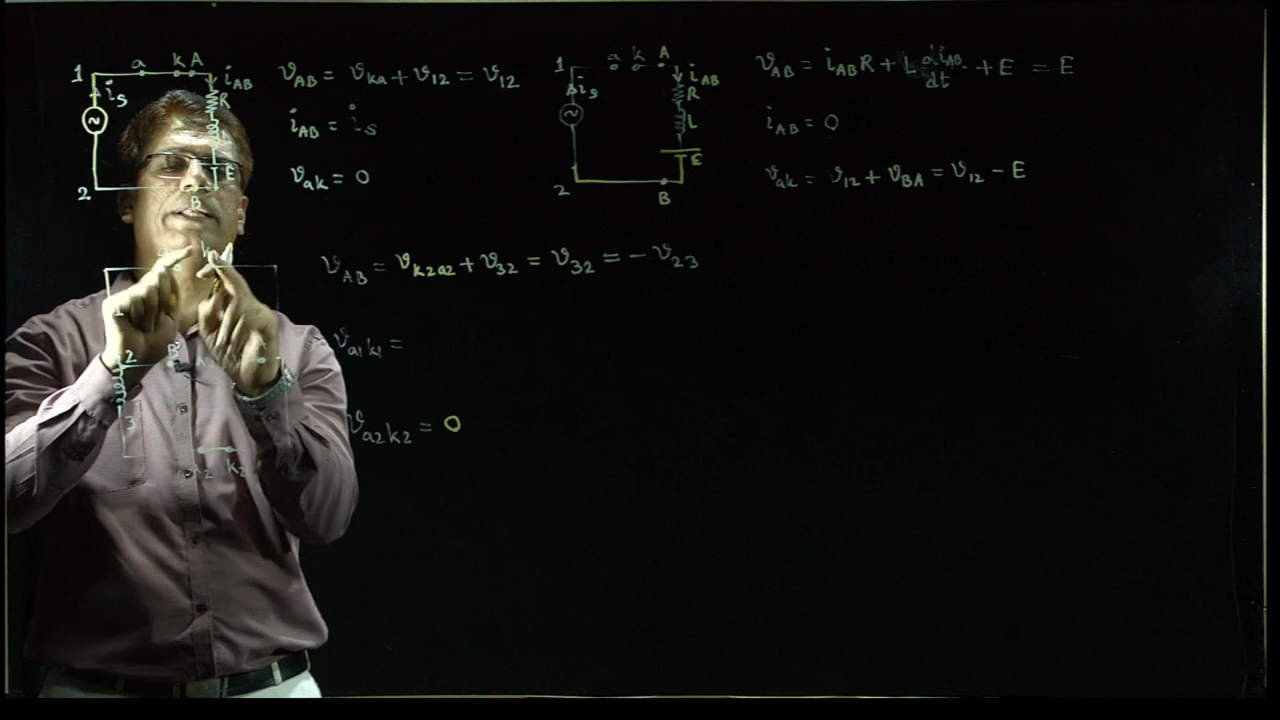 1 a k A i_AB
i_s R
L
E
2 B
v_AB = v_ka + v_12 = v_12
i_AB = i_s
v_ak = 0
1 a k A i_AB
i_s R
L
E
2 B
v_AB = i_AB R + L di_AB/dt + E = E
i_AB = 0
v_ak = v_12 + v_BA = v_12 - E
1
2 B A
3
a2 k2
v_AB = v_k2a2 + v_32 = v_32 = - v_23
v_a1k1 =
v_a2k2 = 0